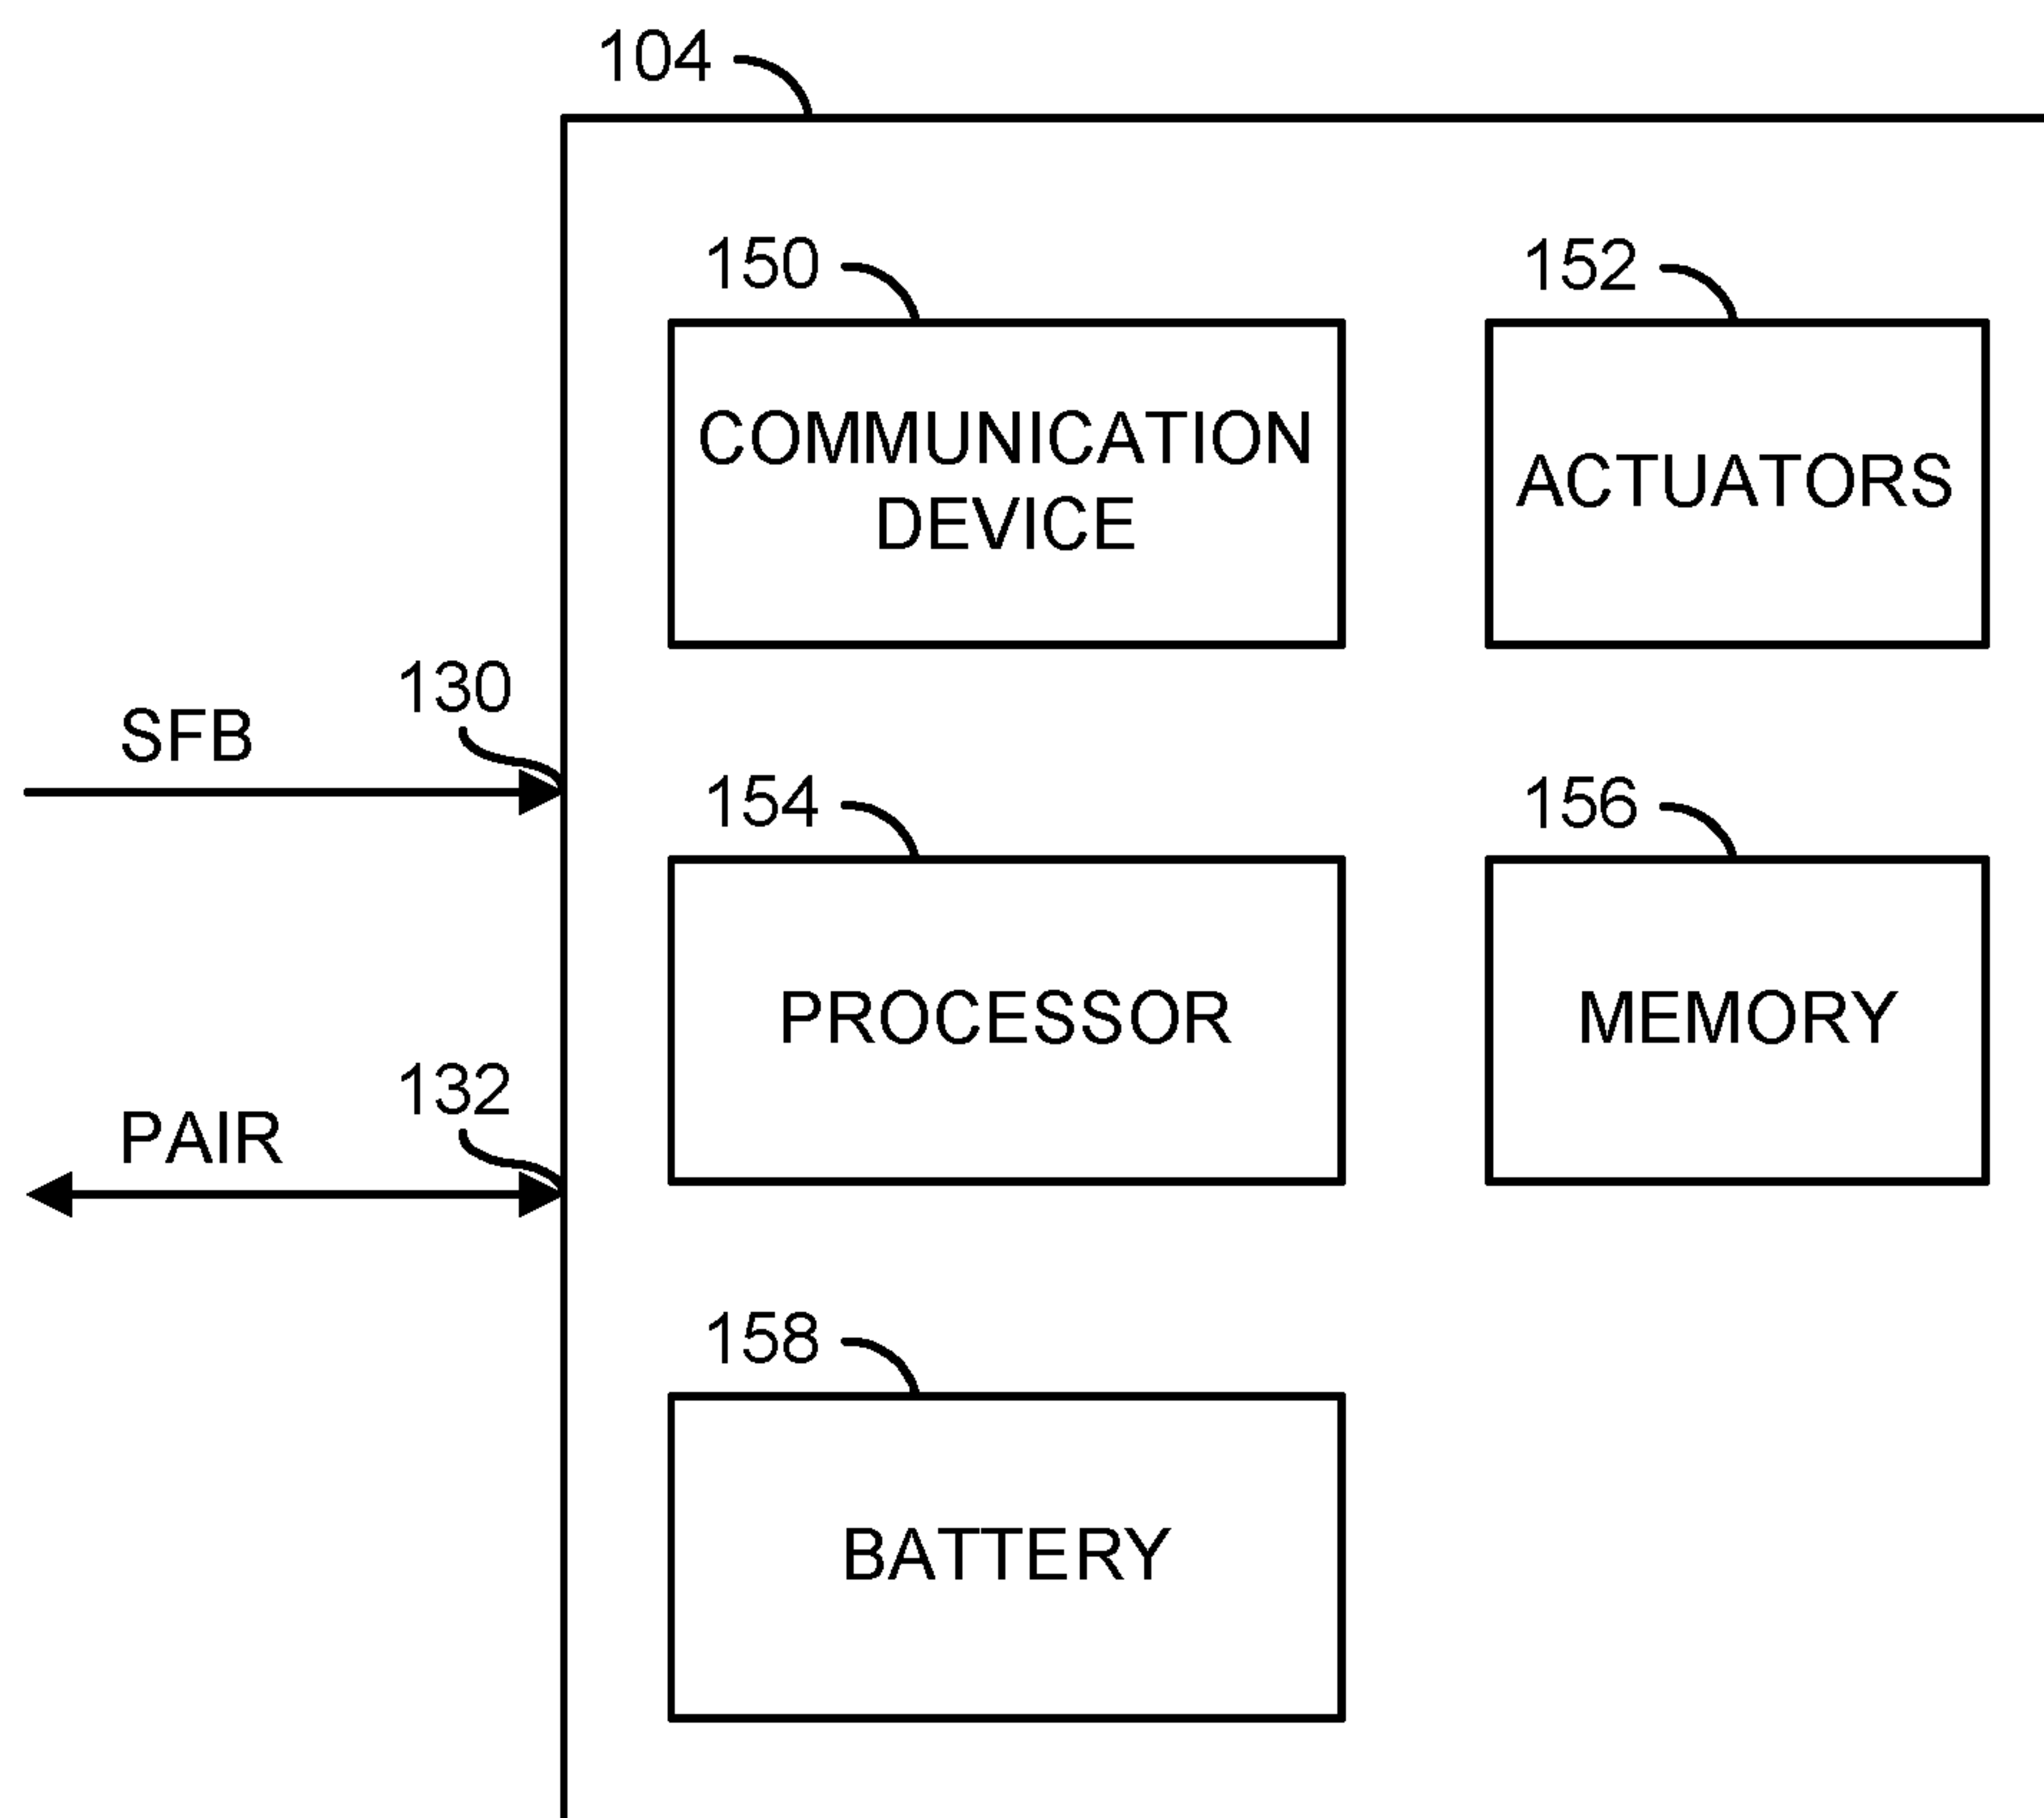 104
150
152
COMMUNICATION
DEVICE
ACTUATORS
130
SFB
154
156
PROCESSOR
MEMORY
132
PAIR
158
BATTERY